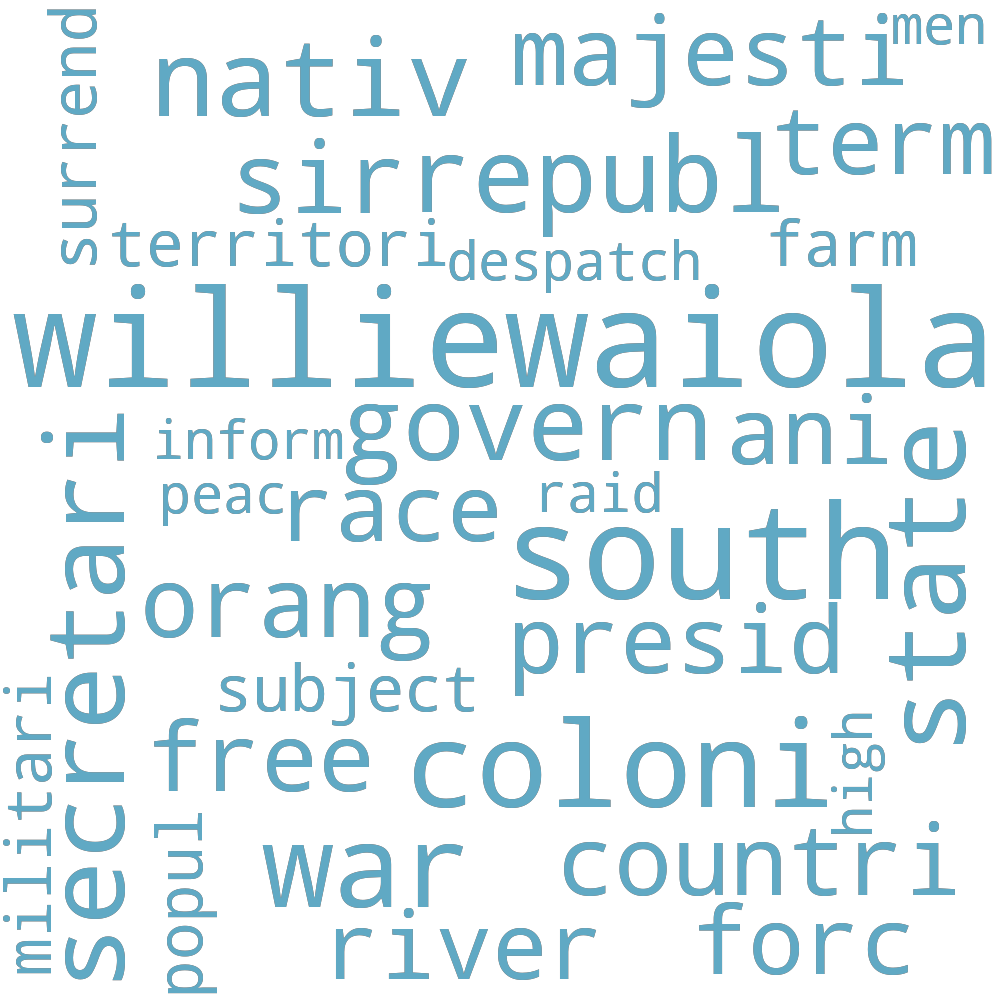 surrend
nativ
majesti
men
sirrepubl
term
territori
despatch
farm
williewaiola
inform
govern
ani
peac
race
raid
secretari
south
state
orang
presid
subject
militari
free
coloni
high
popul
war
countri
river
forc